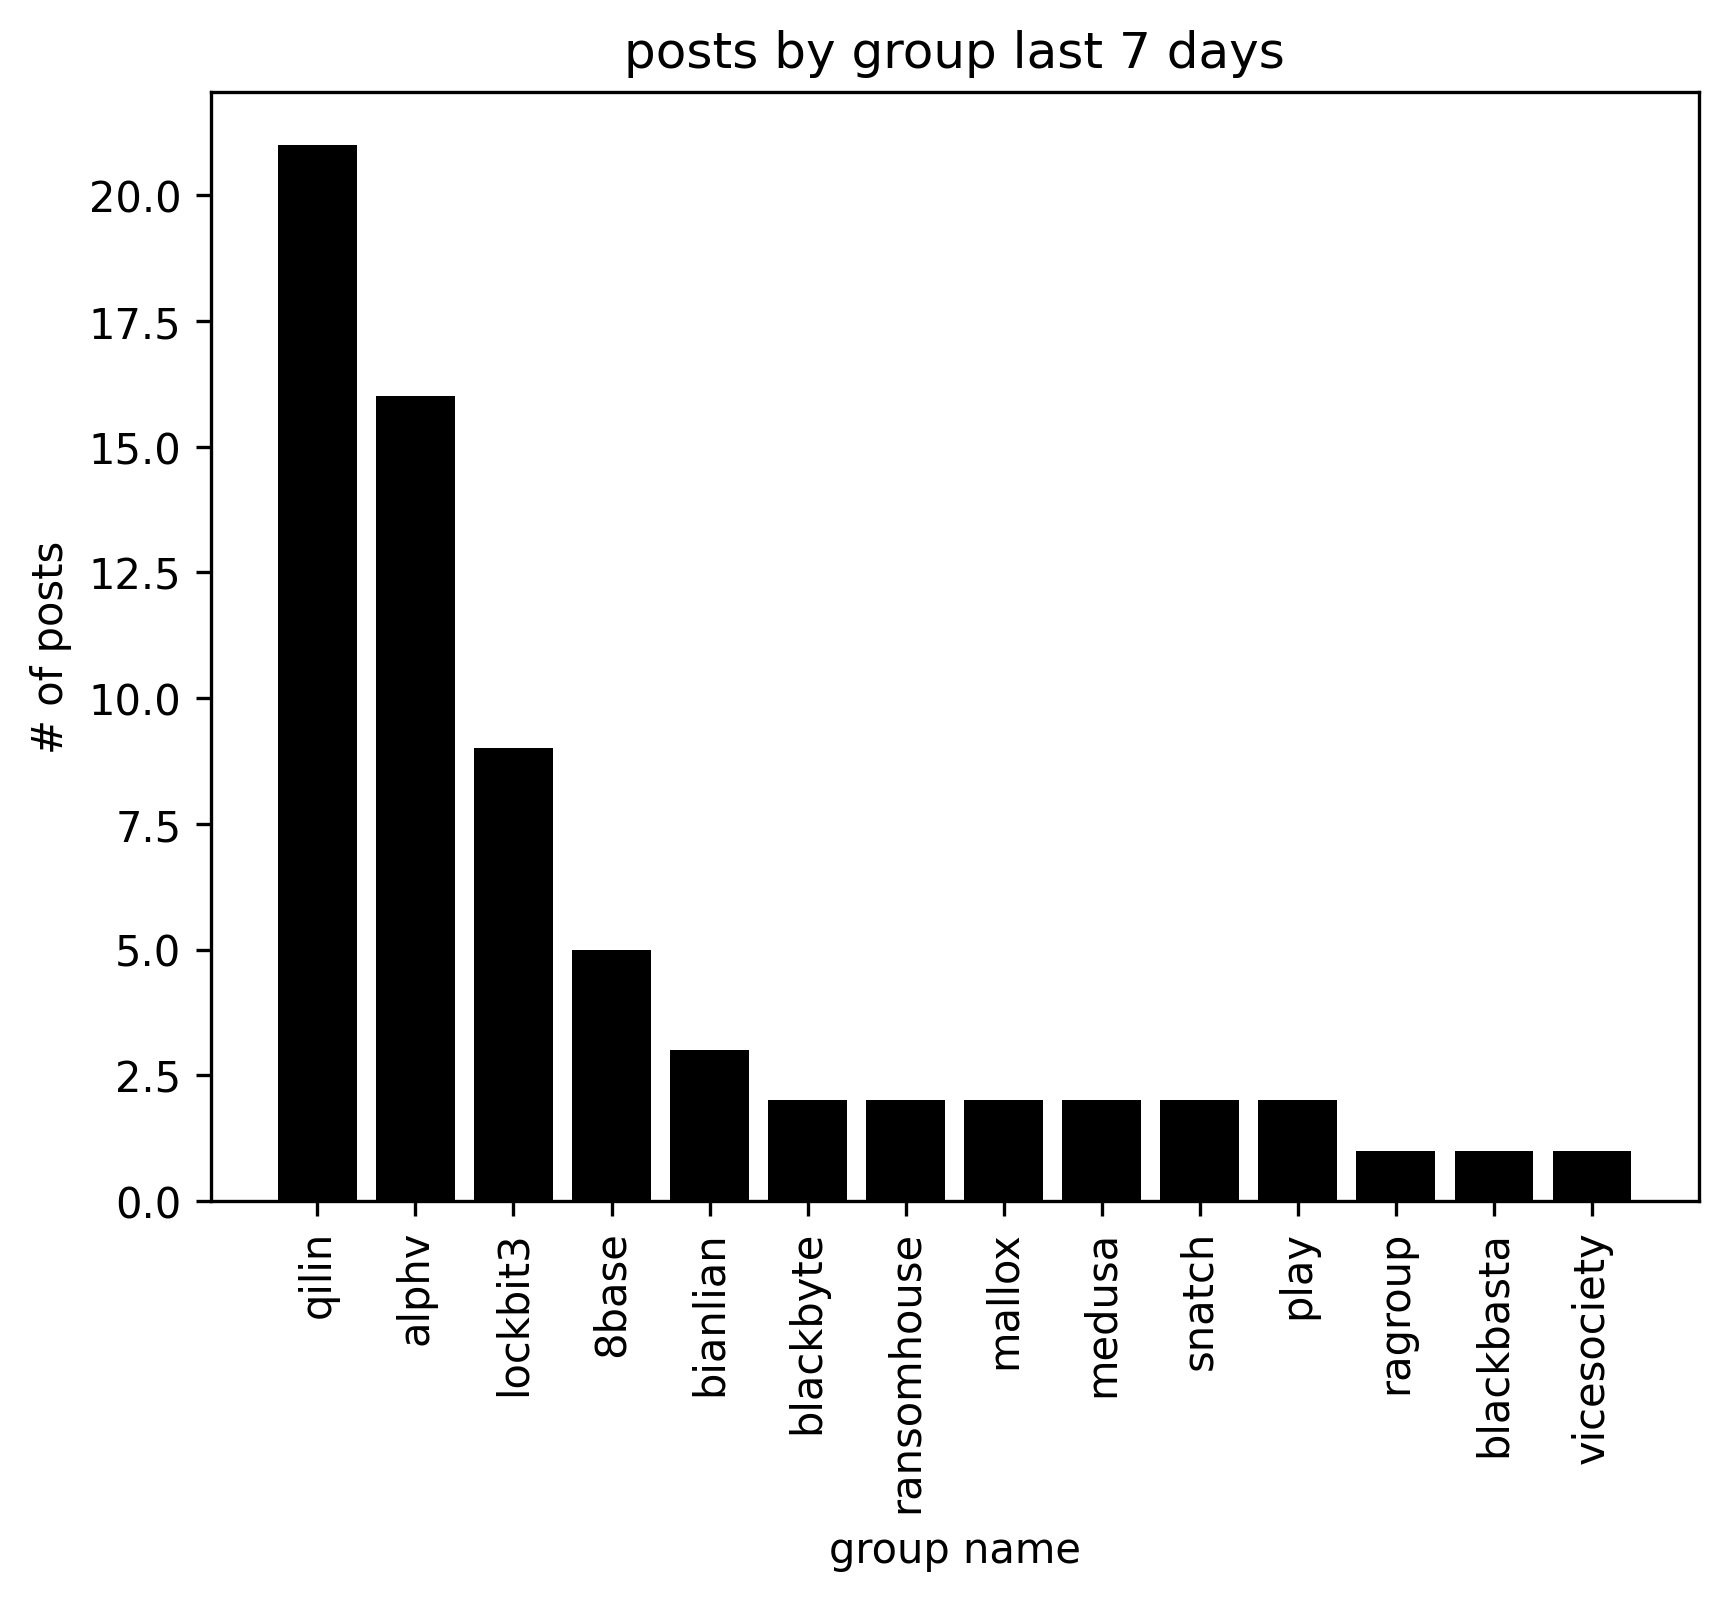 posts by group last 7 days
20.0
17.5
15.0
12.5
10.0
7.5
5.0
2.5
0.0
# of posts
qilin
alphv
lockbit3
8base
bianlian
blackbyte
ransomhouse
mallox
medusa
snatch
play
ragroup
blackbasta
vicesociety
group name